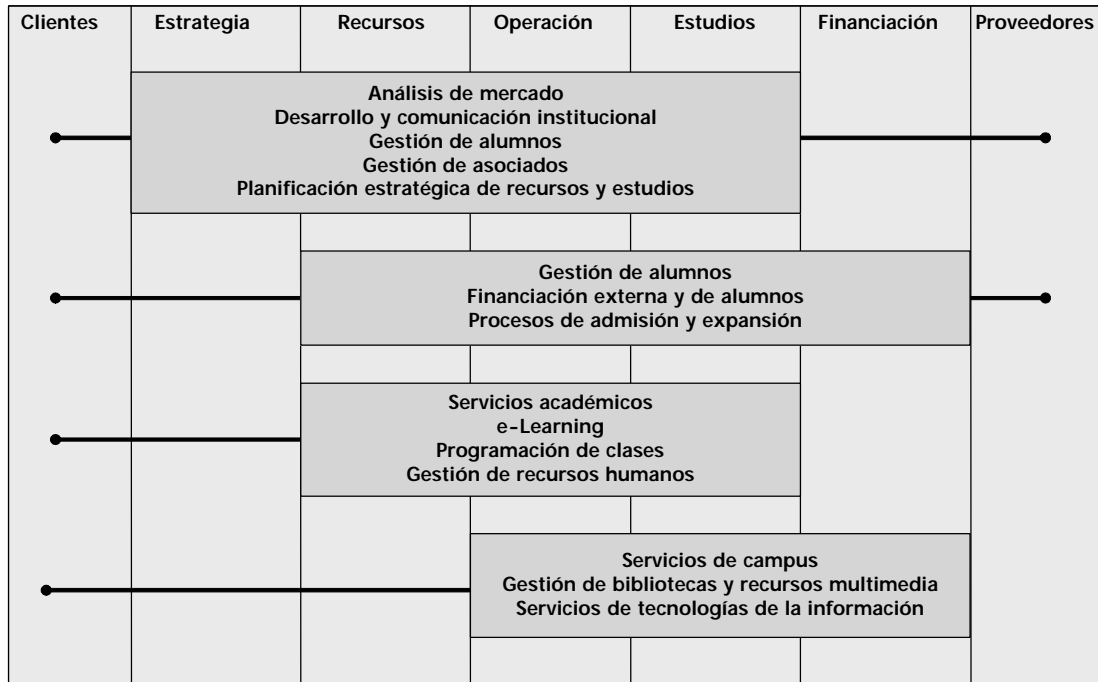 Clientes Estrategia Recursos Operación Estudios Financiación Proveedores
Análisis de mercado
Desarrollo y comunicación institucional
Gestión de alumnos
Gestión de asociados
Planificación estratégica de recursos y estudios
Gestión de alumnos
Financiación externa y de alumnos
Procesos de admisión y expansión
Servicios académicos
e-Learning
Programación de clases
Gestión de recursos humanos
Servicios de campus
Gestión de bibliotecas y recursos multimedia
Servicios de tecnologías de la información